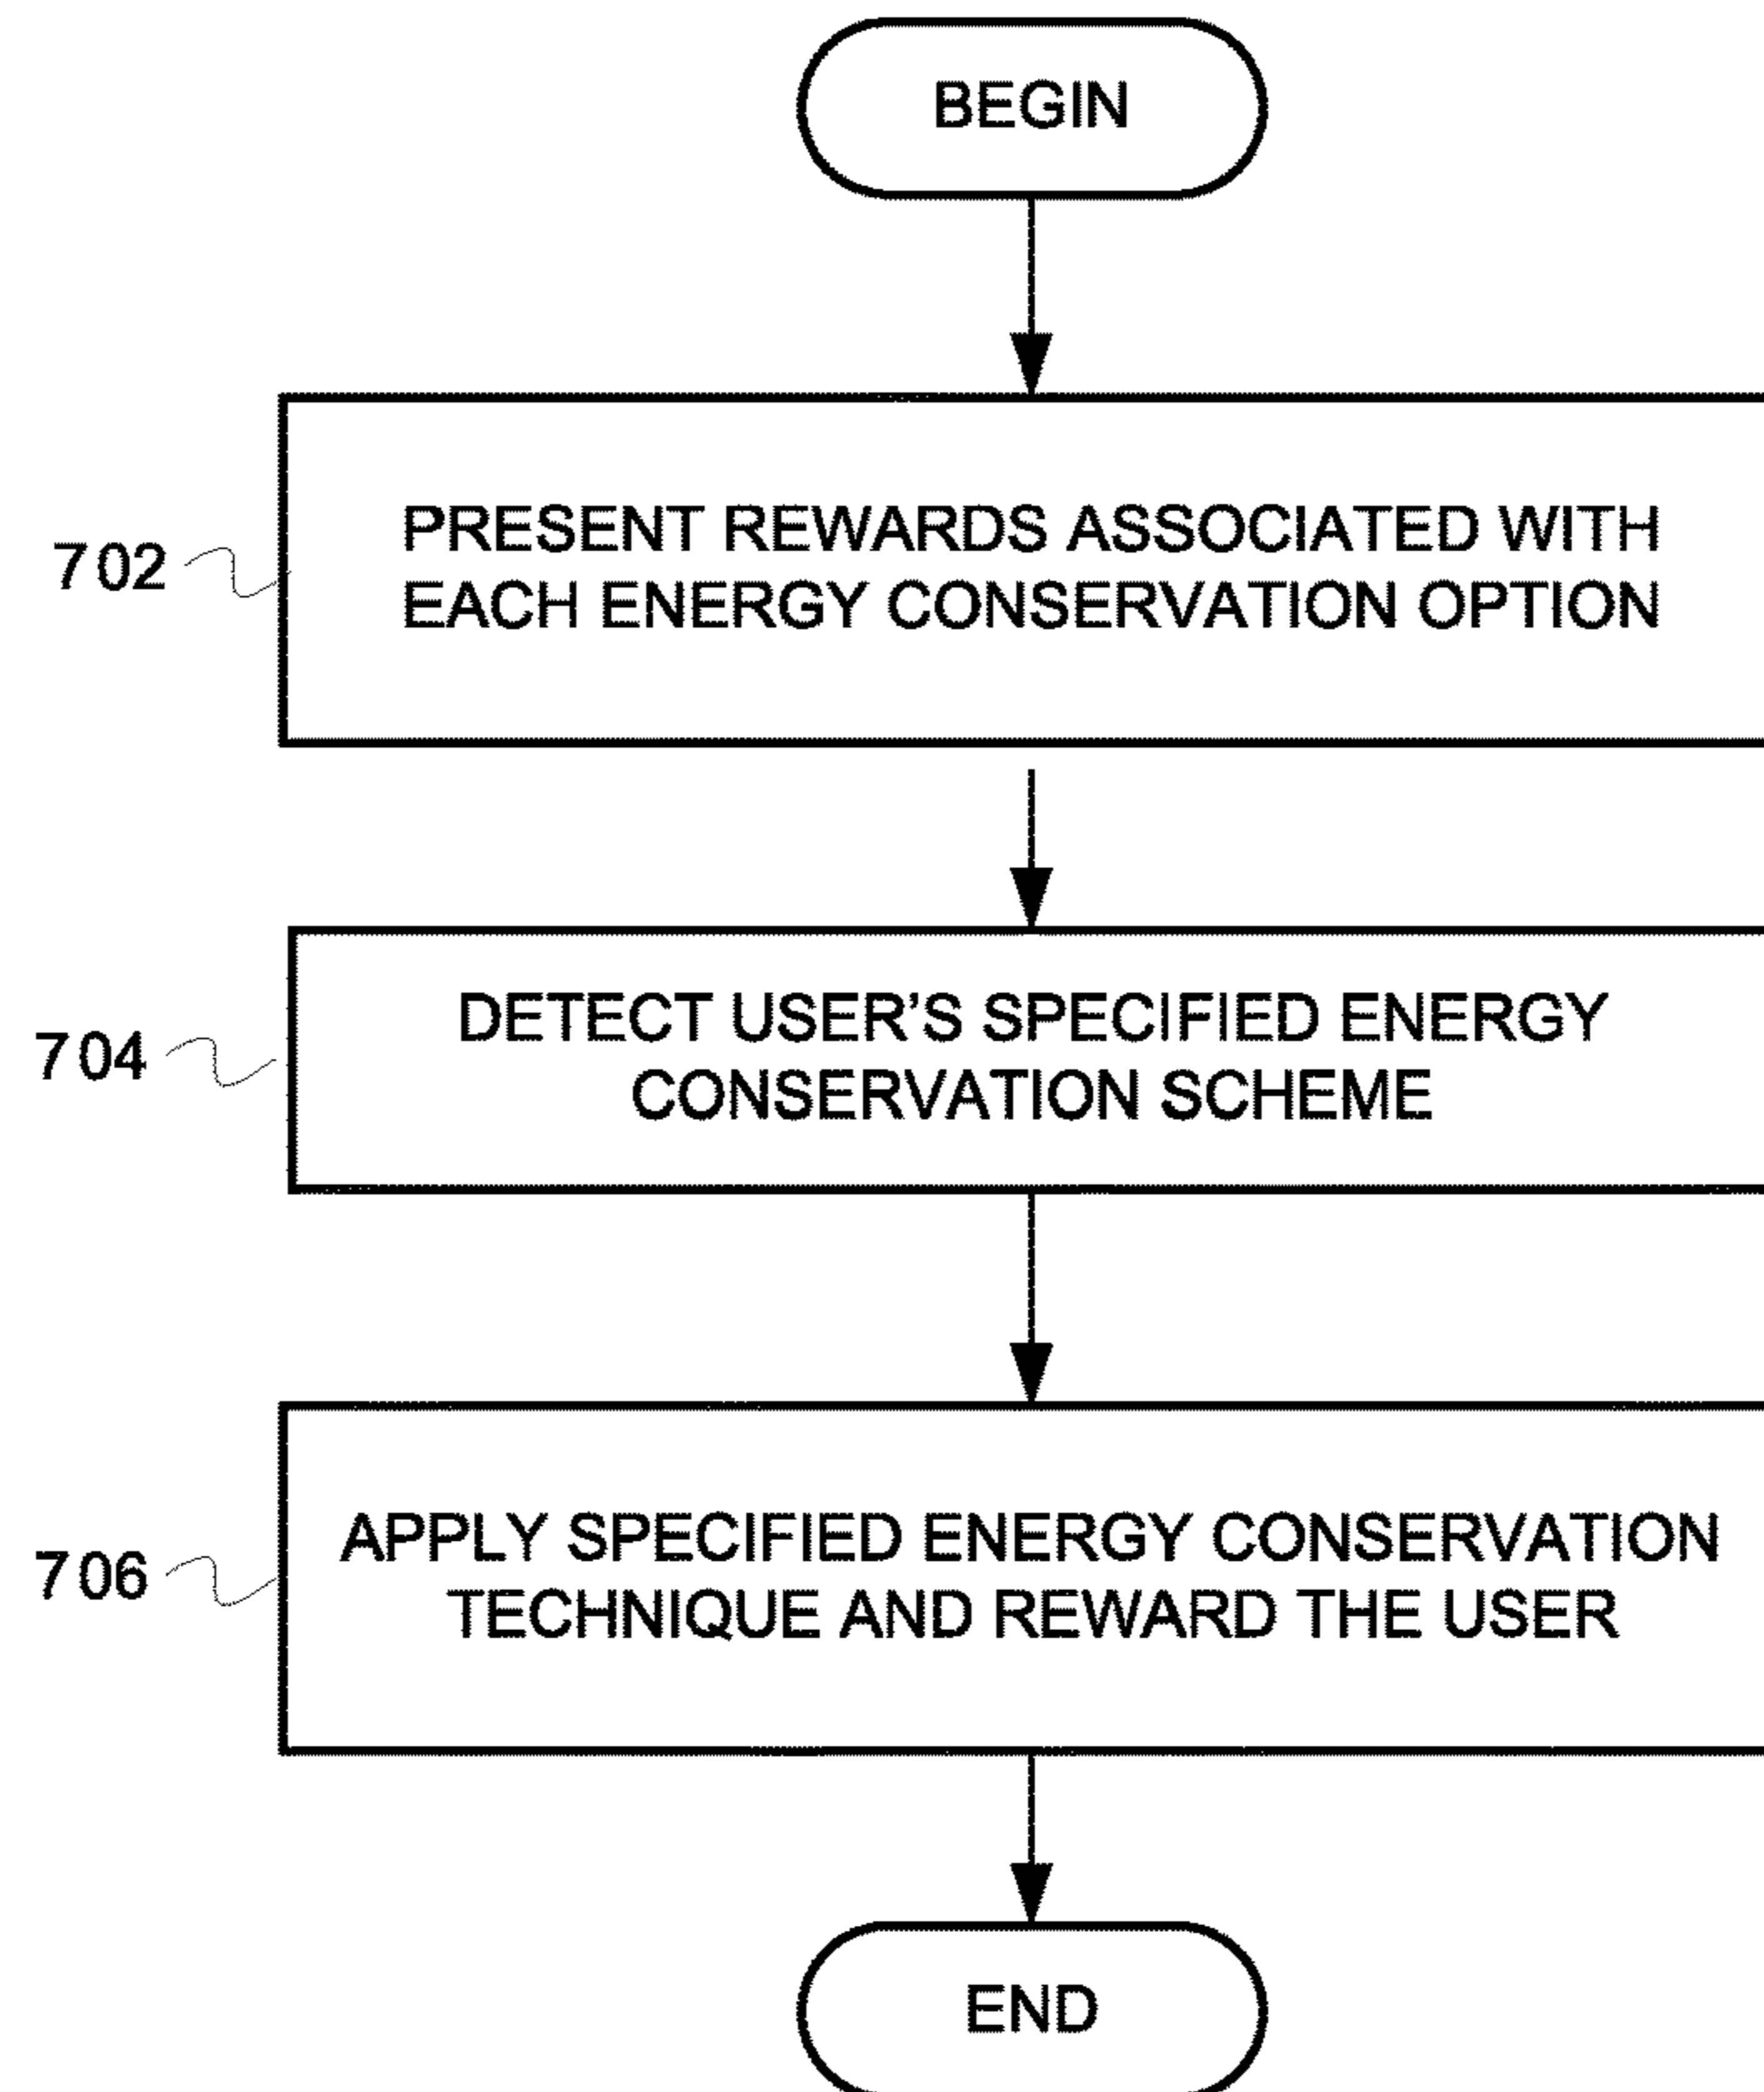 BEGIN
702
PRESENT REWARDS ASSOCIATED WITH
EACH ENERGY CONSERVATION OPTION
704
DETECT USER'S SPECIFIED ENERGY
CONSERVATION SCHEME
706
APPLY SPECIFIED ENERGY CONSERVATION
TECHNIQUE AND REWARD THE USER
END